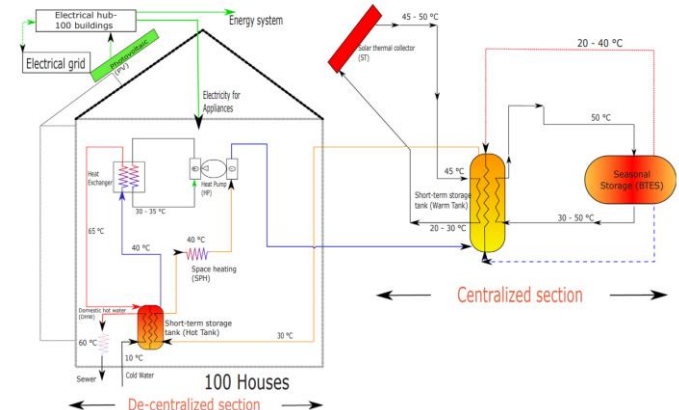 Electrical hub-
100 buildings
Energy system
Electrical grid
Photovoltaic
(PV)
Electricity for
Appliances
Heat
Exchanger
Heat Pump
(HP)
30 - 35 °C
65 °C
40 °C
40 °C
Space heating
(SPH)
Domestic hot water
(DHW)
Short-term storage
tank (Hot Tank)
60 °C
10 °C
Cold Water
Sewer
30 °C
100 Houses
De-centralized section
45 - 50 °C
Solar thermal collector
(ST)
20 - 40 °C
50 °C
45 °C
Short-term storage
tank (Warm Tank)
20 - 30 °C
Seasonal
Storage (BTES)
30 - 50 °C
Centralized section